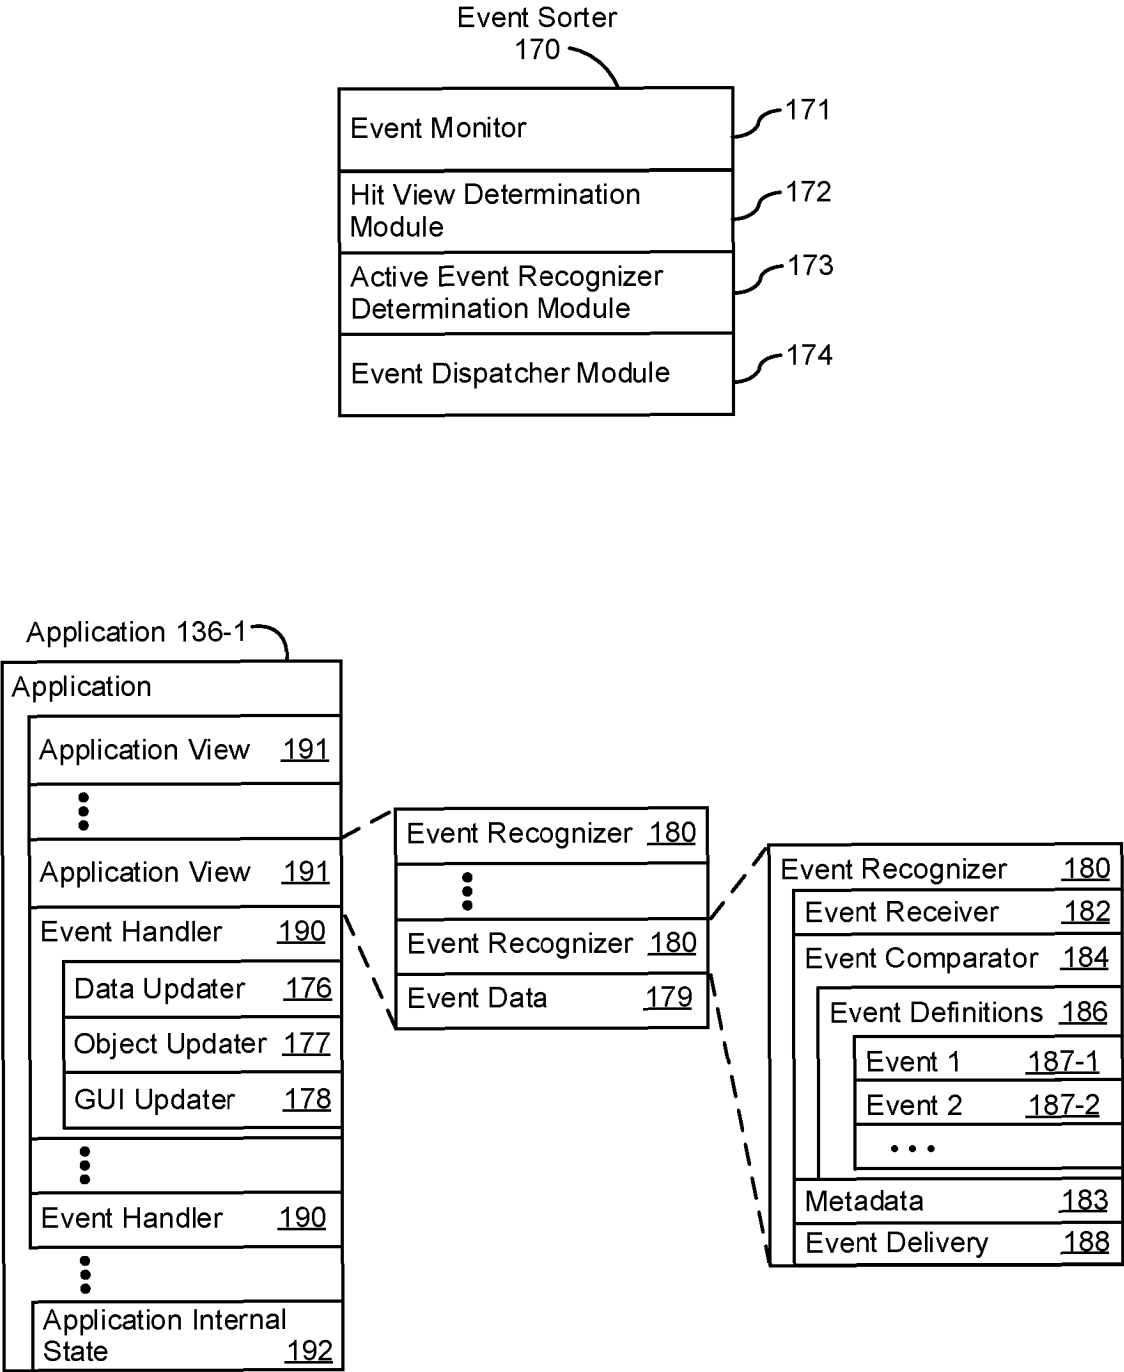 Event Sorter
170
Event Monitor
171
Hit View Determination
Module
172
Active Event Recognizer
Determination Module
173
Event Dispatcher Module
174
Application 136-1
Application
Application View 191
Application View 191
Event Handler 190
Data Updater 176
Object Updater 177
GUI Updater 178
Event Handler 190
Application Internal
State 192
Event Recognizer 180
Event Recognizer 180
Event Data 179
Event Recognizer 180
Event Receiver 182
Event Comparator 184
Event Definitions 186
Event 1 187-1
Event 2 187-2
Metadata 183
Event Delivery 188